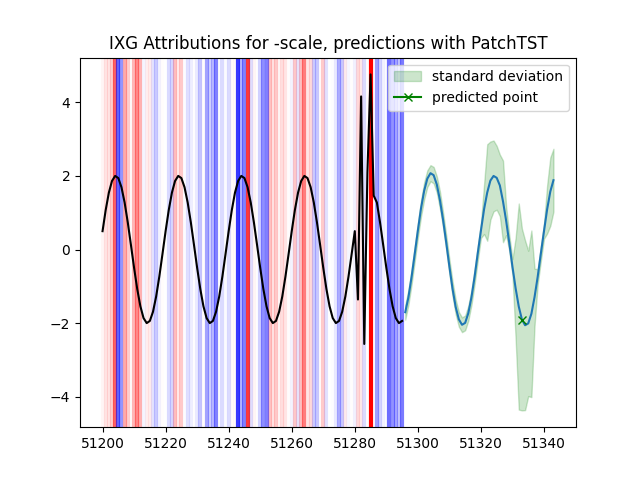 IXG Attributions for -scale, predictions with PatchTST
standard deviation
predicted point
4
2
0
−2
−4
51200 51220 51240 51260 51280 51300 51320 51340